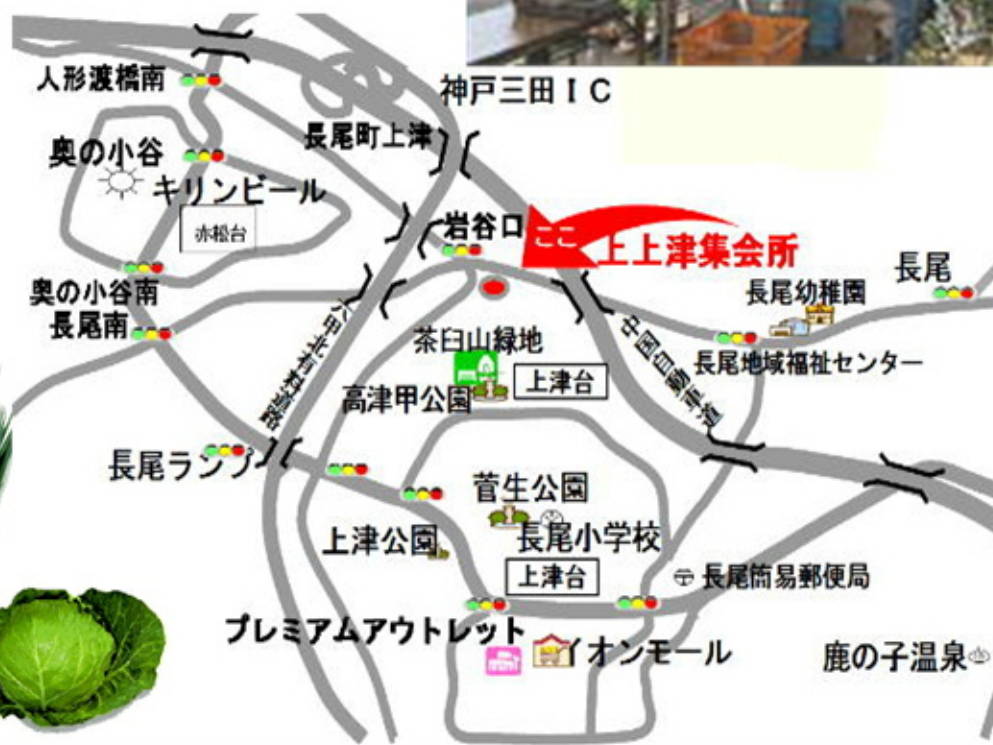 人形渡橋南
神戸三田ＩＣ
長尾町上津
奥の小谷
キリンビール
赤松台
岩谷口
ここ
上上津集会所
長尾
奥の小谷南
長尾南
長尾幼稚園
六甲北有料道路
茶臼山緑地
中国自動車道
長尾地域福祉センター
上津台
高津甲公園
長尾ランプ
菅生公園
上津公園
長尾小学校
上津台
長尾簡易郵便局
プレミアムアウトレット
イオンモール
鹿の子温泉